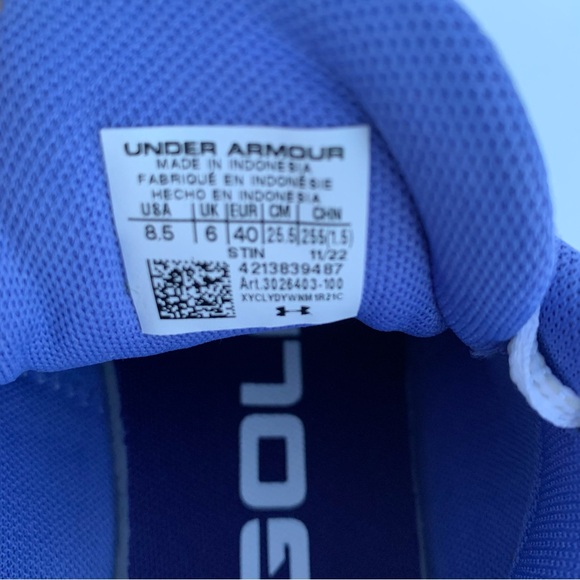 UNDER ARMOUR
MADE IN INDONESIA
FABRIQUÉ EN INDONÉSIE
HECHO EN INDONESIA
USA UK EUR CM CHN
8.5 6 40 25.5 255(1.5)
STIN 11/22
4213839487
Art.3026403-100
XYCLYDYWNM1R21C
GOL